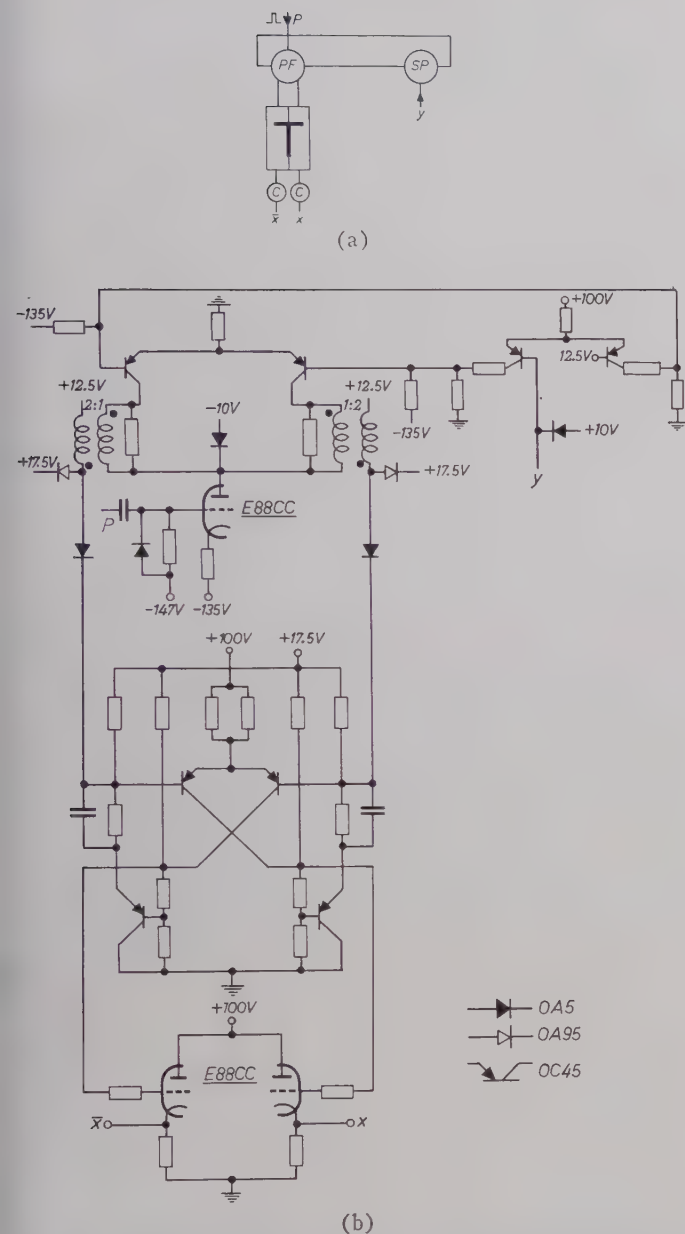 P
PF
SP
y
T
C
C
x̄
x
(a)
-135V
+100V
12.5V
+12.5V
+12.5V
2:1
-10V
1:2
-135V
+10V
+17.5V
+17.5V
y
P
E88CC
-147V
-135V
+100V
+17.5V
+100V
OA5
OA95
E88CC
OC45
x̄
x
(b)